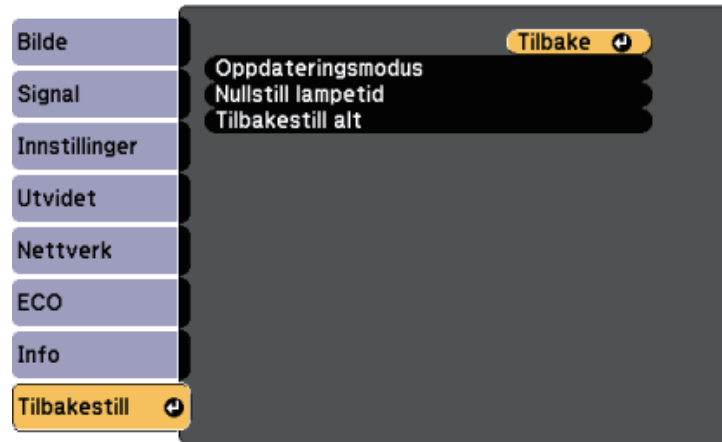 Bilde
Signal
Innstillinger
Utvidet
Nettverk
ECO
Info
Tilbakestill
Tilbake
Oppdateringsmodus
Nullstill lampetid
Tilbakestill alt